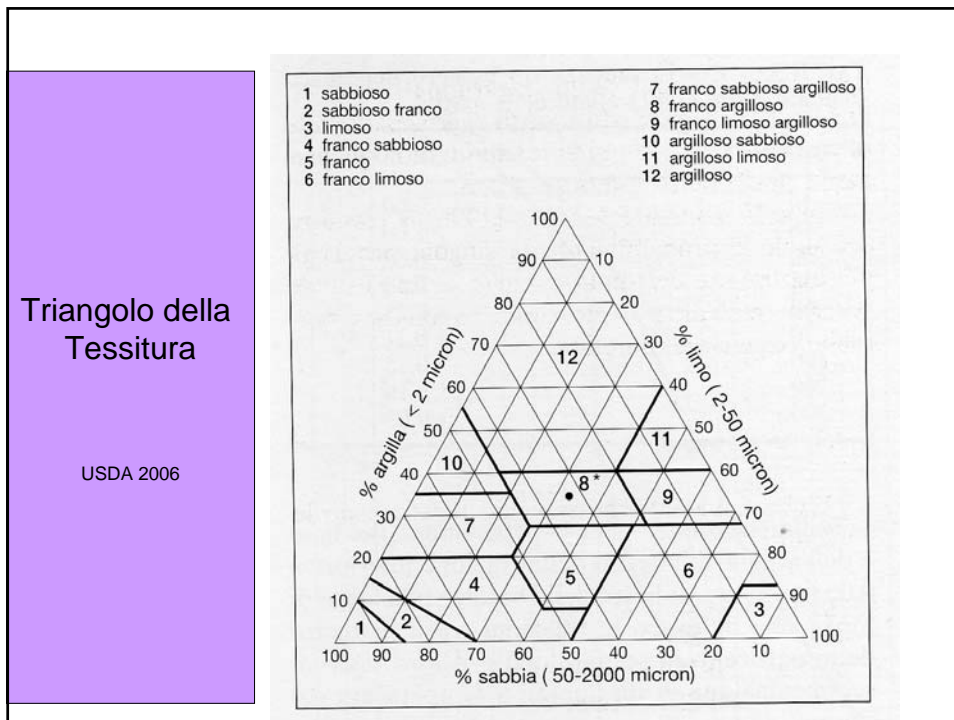 Triangolo della
Tessitura
USDA 2006
1 sabbioso
2 sabbioso franco
3 limoso
4 franco sabbioso
5 franco
6 franco limoso
7 franco sabbioso argilloso
8 franco argilloso
9 franco limoso argilloso
10 argilloso sabbioso
11 argilloso limoso
12 argilloso
100
90 10
80 20
70 12 30
60 40
50 11 50
10
40 8* 60
9
30 7 70
20 80
4 5 6
10 90
1 2 3
100
100 90 80 70 60 50 40 30 20 10
% argilla ( < 2 micron)
% limo ( 2-50 micron)
% sabbia ( 50-2000 micron)